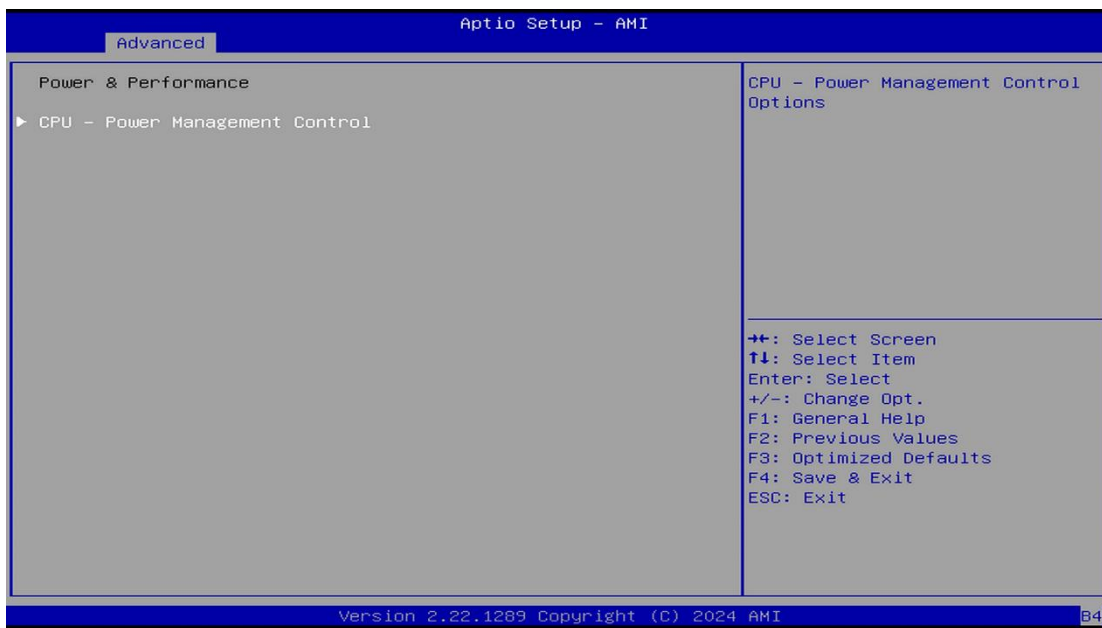 Aptio Setup – AMI
Advanced
Power & Performance
▶ CPU – Power Management Control
CPU – Power Management Control
Options
→←: Select Screen
↑↓: Select Item
Enter: Select
+/-: Change Opt.
F1: General Help
F2: Previous Values
F3: Optimized Defaults
F4: Save & Exit
ESC: Exit
Version 2.22.1289 Copyright (C) 2024 AMI
B4